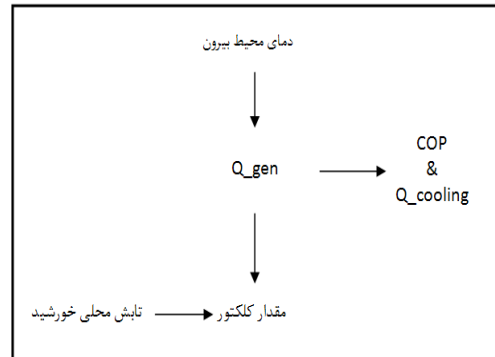 دمای محیط بیرون
COP
&
Q_cooling
Q_gen
مقدار کلکتور
تابش محلی خورشید